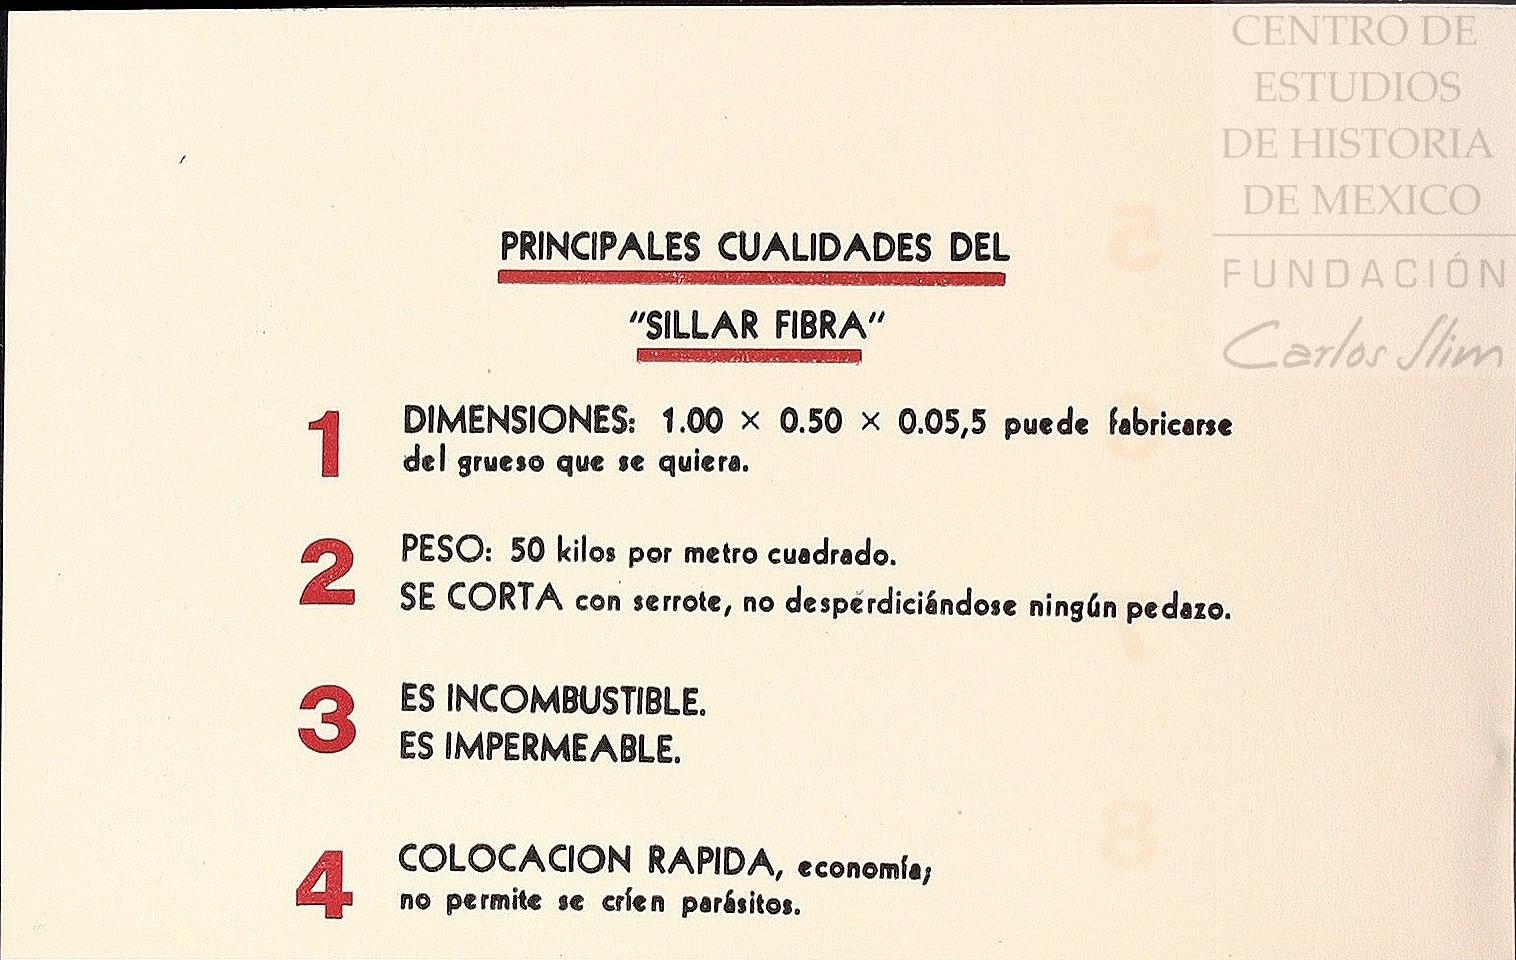 CENTRO DE
ESTUDIOS
DE HISTORIA
DE MEXICO
FUNDACIÓN
Carlos Slim
PRINCIPALES CUALIDADES DEL
"SILLAR FIBRA"
1 DIMENSIONES: 1.00 × 0.50 × 0.05,5 puede fabricarse
del grueso que se quiera.
2 PESO: 50 kilos por metro cuadrado.
SE CORTA con serrote, no desperdiciándose ningún pedazo.
3 ES INCOMBUSTIBLE.
ES IMPERMEABLE.
4 COLOCACION RAPIDA, economía;
no permite se críen parásitos.